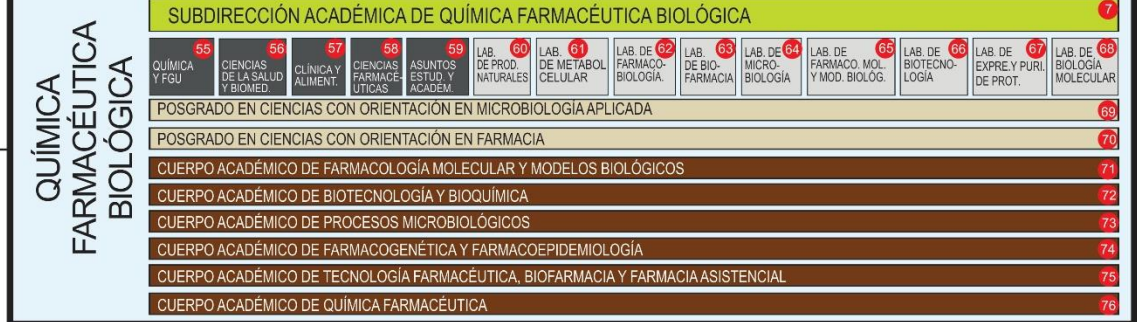 QUÍMICA
FARMACÉUTICA
BIOLÓGICA
SUBDIRECCIÓN ACADÉMICA DE QUÍMICA FARMACÉUTICA BIOLÓGICA 7
55
QUÍMICA
Y FGU
56
CIENCIAS
DE LA SALUD
Y BIOMED.
57
CLÍNICA Y
ALIMENT.
58
CIENCIAS
FARMACÉ-
UTICAS
59
ASUNTOS
ESTUD. Y
ACADÉM.
60
LAB.
DE PROD.
NATURALES
61
LAB.
DE METABOL
CELULAR
62
LAB. DE
FARMACO-
BIOLOGÍA.
63
LAB.
DE BIO-
FARMACIA
64
LAB. DE
MICRO-
BIOLOGÍA
65
LAB. DE
FARMACO. MOL.
Y MOD. BIOLÓG.
66
LAB. DE
BIOTECNO-
LOGÍA
67
LAB. DE
EXPRE.Y PURI.
DE PROT.
68
LAB. DE
BIOLOGÍA
MOLECULAR
POSGRADO EN CIENCIAS CON ORIENTACIÓN EN MICROBIOLOGÍA APLICADA 69
POSGRADO EN CIENCIAS CON ORIENTACIÓN EN FARMACIA 70
CUERPO ACADÉMICO DE FARMACOLOGÍA MOLECULAR Y MODELOS BIOLÓGICOS 71
CUERPO ACADÉMICO DE BIOTECNOLOGÍA Y BIOQUÍMICA 72
CUERPO ACADÉMICO DE PROCESOS MICROBIOLÓGICOS 73
CUERPO ACADÉMICO DE FARMACOGENÉTICA Y FARMACOEPIDEMIOLOGÍA 74
CUERPO ACADÉMICO DE TECNOLOGÍA FARMACÉUTICA, BIOFARMACIA Y FARMACIA ASISTENCIAL 75
CUERPO ACADÉMICO DE QUÍMICA FARMACÉUTICA 76